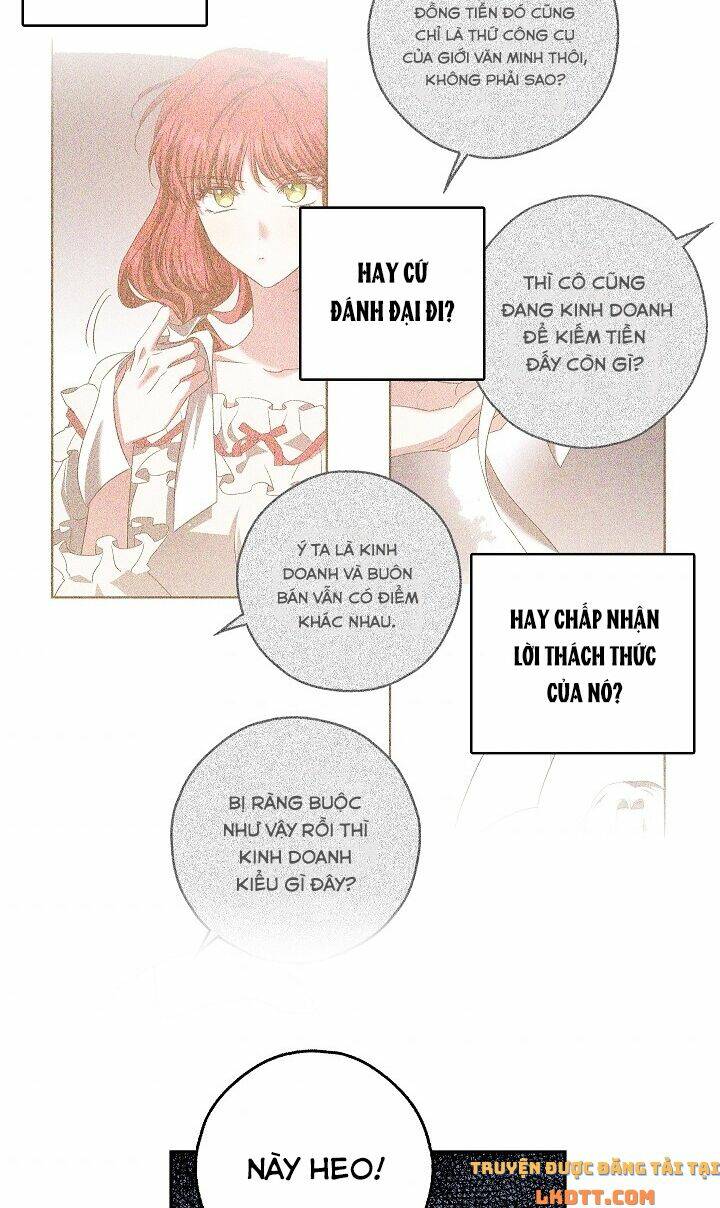 ĐỒNG TIỀN ĐÓ CŨNG
CHỈ LÀ THỨ CÔNG CỤ
CỦA GIỚI VĂN MINH THÔI,
KHÔNG PHẢI SAO?
HAY CỨ
ĐÁNH ĐẠI ĐI?
THÌ CÔ CŨNG
ĐANG KINH DOANH
ĐỂ KIẾM TIỀN
ĐẤY CÒN GÌ?
Ý TA LÀ KINH
DOANH VÀ BUÔN
BÁN VẪN CÓ ĐIỂM
KHÁC NHAU.
HAY CHẤP NHẬN
LỜI THÁCH THỨC
CỦA NÓ?
BỊ RÀNG BUỘC
NHƯ VẬY RỒI THÌ
KINH DOANH
KIỂU GÌ ĐÂY?
NÀY HEO!
TRUYỆN ĐƯỢC ĐĂNG TẢI TẠI
LKDTT.COM